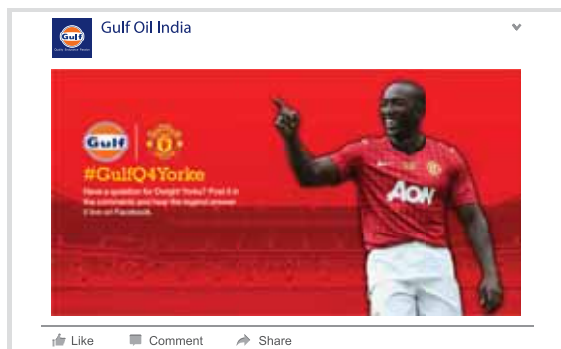 Gulf Oil India
Gulf
Gulf
#GulfQ4Yorke
Have a question for Dwight Yorke? Post it in
the comments and hear the legend answer
it live on Facebook.
AON
Like Comment Share